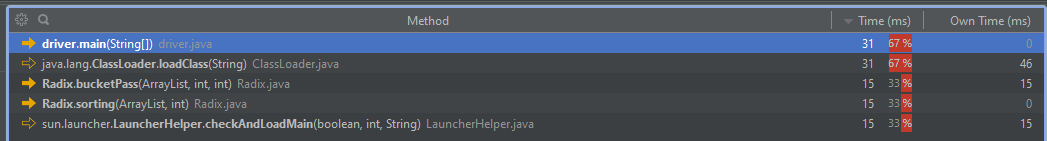 Method Time (ms) Own Time (ms)
driver.main(String[]) driver.java 31 67 % 0
java.lang.ClassLoader.loadClass(String) ClassLoader.java 31 67 % 46
Radix.bucketPass(ArrayList, int, int) Radix.java 15 33 % 15
Radix.sorting(ArrayList, int) Radix.java 15 33 % 0
sun.launcher.LauncherHelper.checkAndLoadMain(boolean, int, String) LauncherHelper.java 15 33 % 15